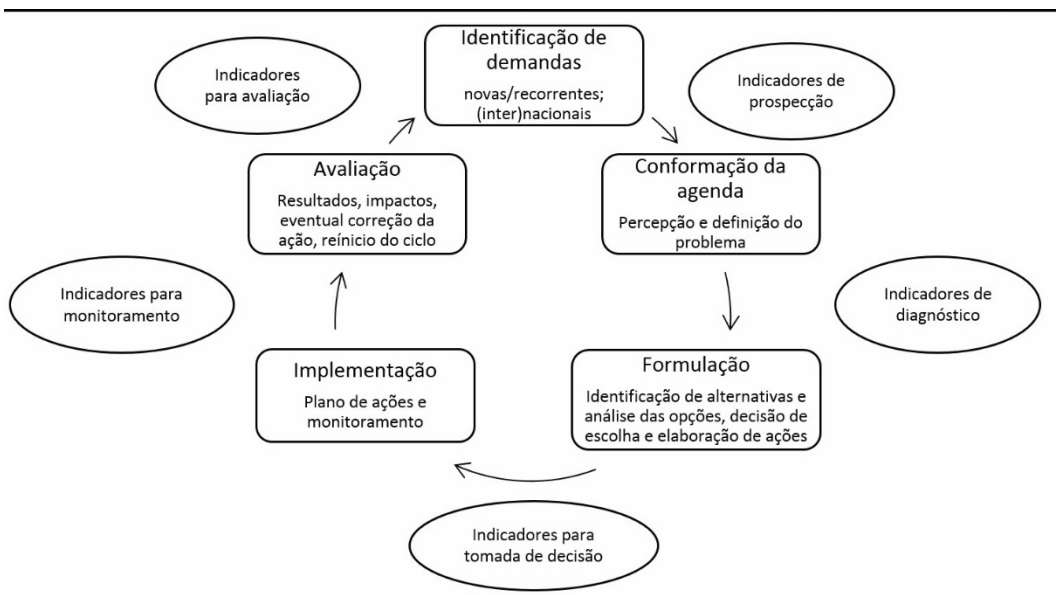 Identificação de
demandas
novas/recorrentes;
(inter)nacionais
Indicadores de
prospecção
Conformação da
agenda
Percepção e definição do
problema
Indicadores de
diagnóstico
Formulação
Identificação de alternativas e
análise das opções, decisão de
escolha e elaboração de ações
Indicadores para
tomada de decisão
Implementação
Plano de ações e
monitoramento
Indicadores para
monitoramento
Avaliação
Resultados, impactos,
eventual correção da
ação, reínicio do ciclo
Indicadores
para avaliação